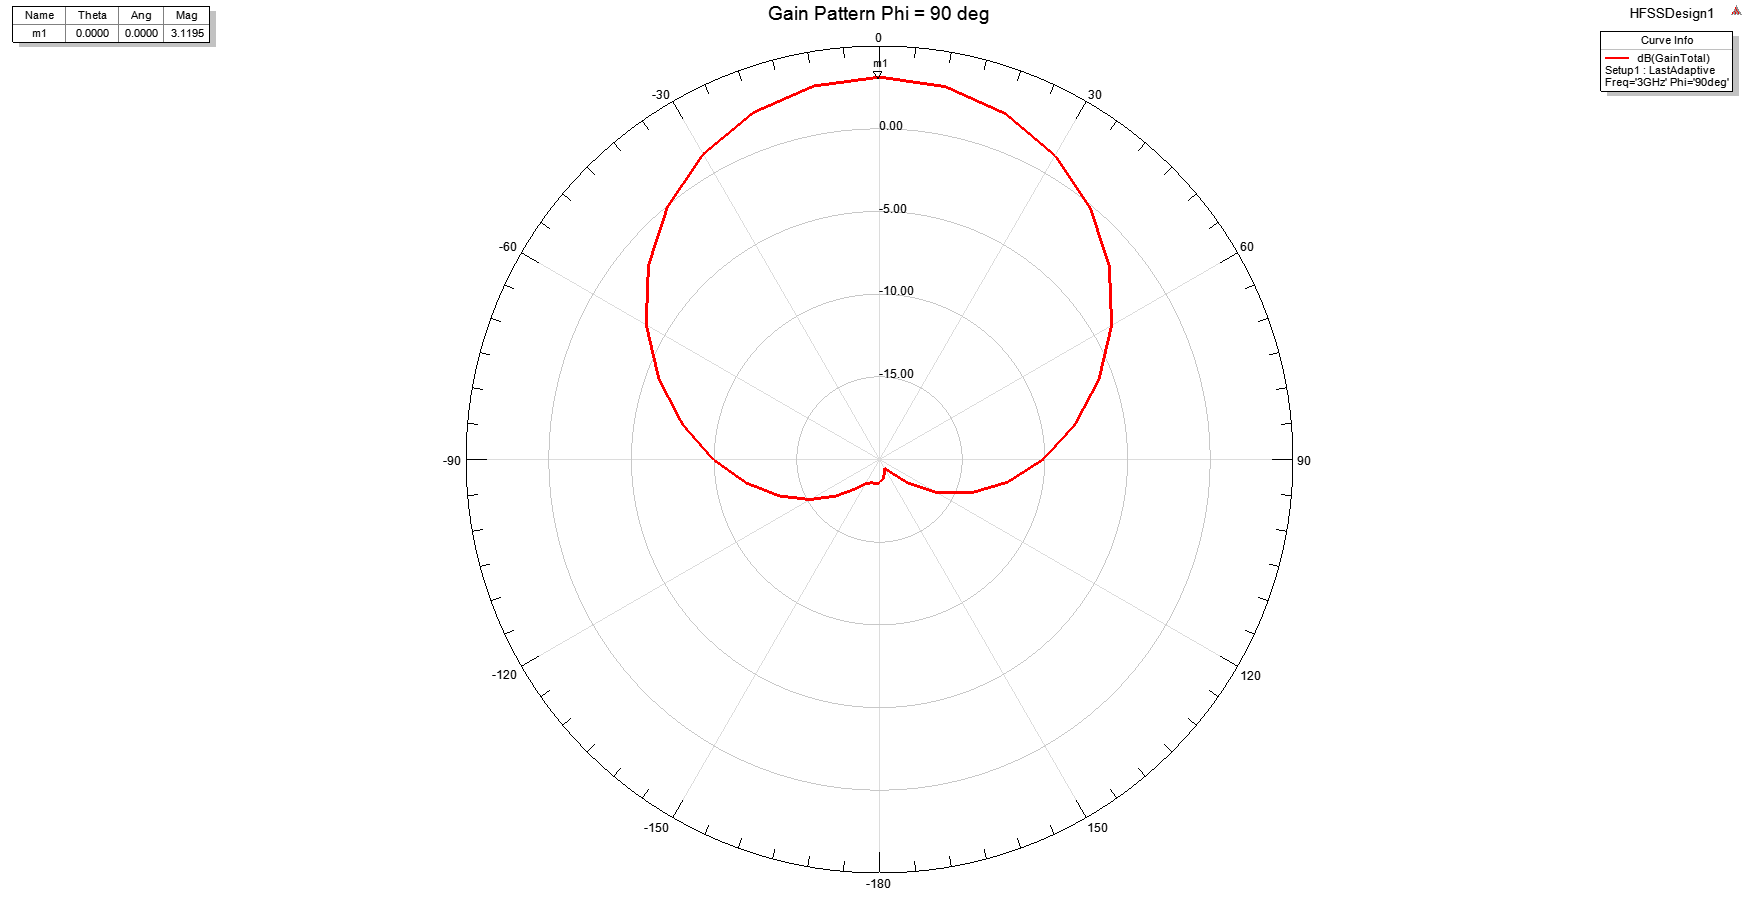 Name Theta Ang Mag
m1 0.0000 0.0000 3.1195
Gain Pattern Phi = 90 deg
HFSSDesign1
Curve Info
dB(GainTotal)
Setup1 : LastAdaptive
Freq='3GHz' Phi='90deg'
0
m1
-30
30
0.00
-5.00
-60
60
-10.00
-15.00
-90
90
-120
120
-150
150
-180